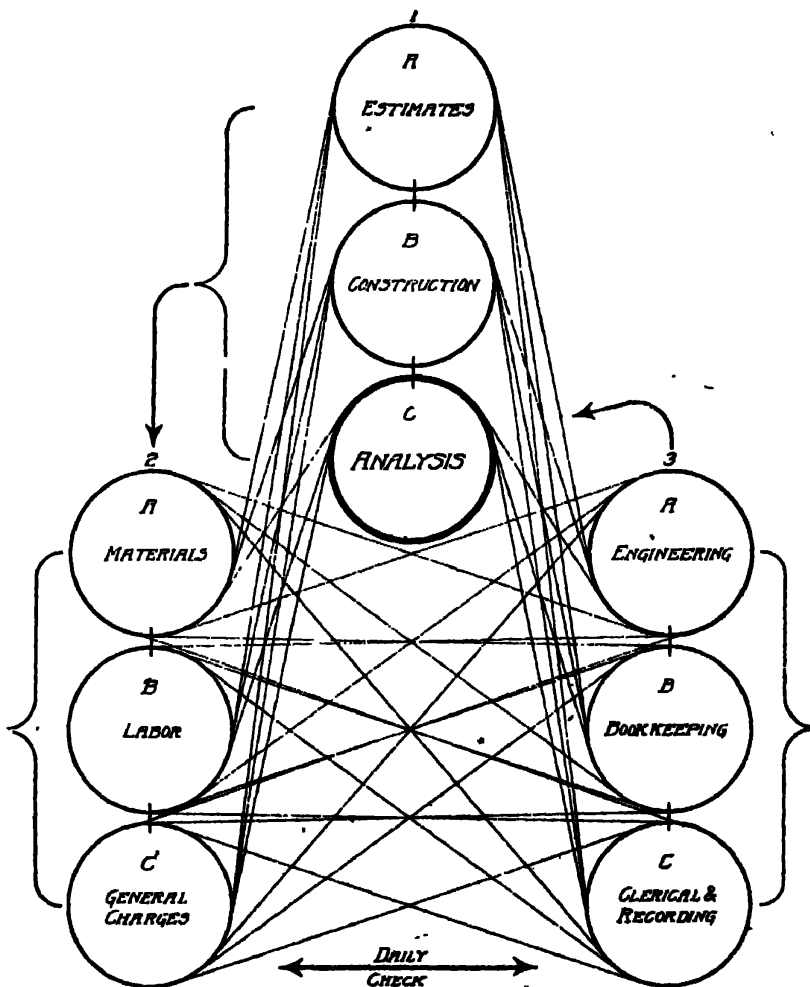 1
A
ESTIMATES
B
CONSTRUCTION
C
ANALYSIS
2
A
MATERIALS
B
LABOR
C
GENERAL
CHARGES
3
A
ENGINEERING
B
BOOKKEEPING
C
CLERICAL &
RECORDING
DAILY
CHECK